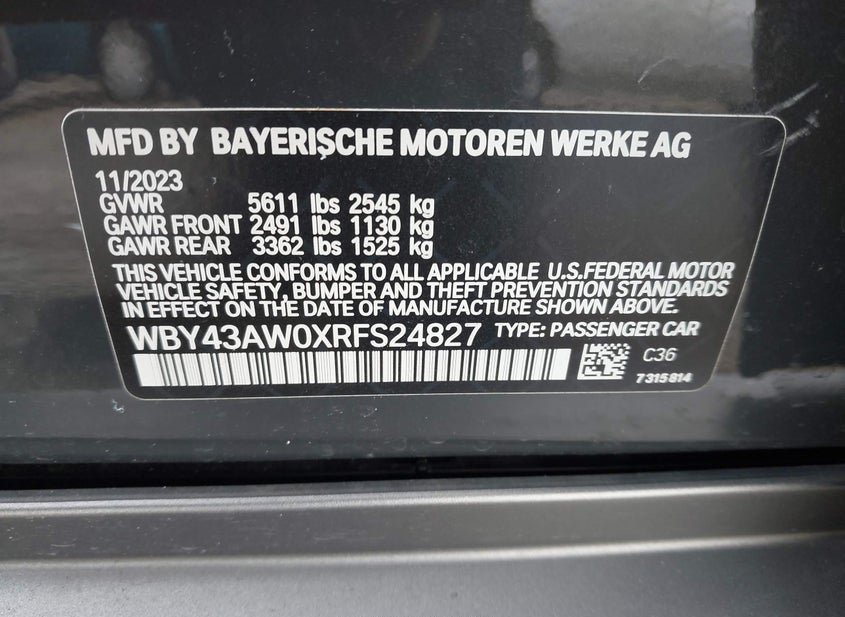 MFD BY BAYERISCHE MOTOREN WERKE AG
11/2023
GVWR 5611 lbs 2545 kg
GAWR FRONT 2491 lbs 1130 kg
GAWR REAR 3362 lbs 1525 kg
THIS VEHICLE CONFORMS TO ALL APPLICABLE U.S.FEDERAL MOTOR
VEHICLE SAFETY, BUMPER AND THEFT PREVENTION STANDARDS
IN EFFECT ON THE DATE OF MANUFACTURE SHOWN ABOVE.
WBY43AW0XRFS24827 TYPE: PASSENGER CAR
C36
7315814